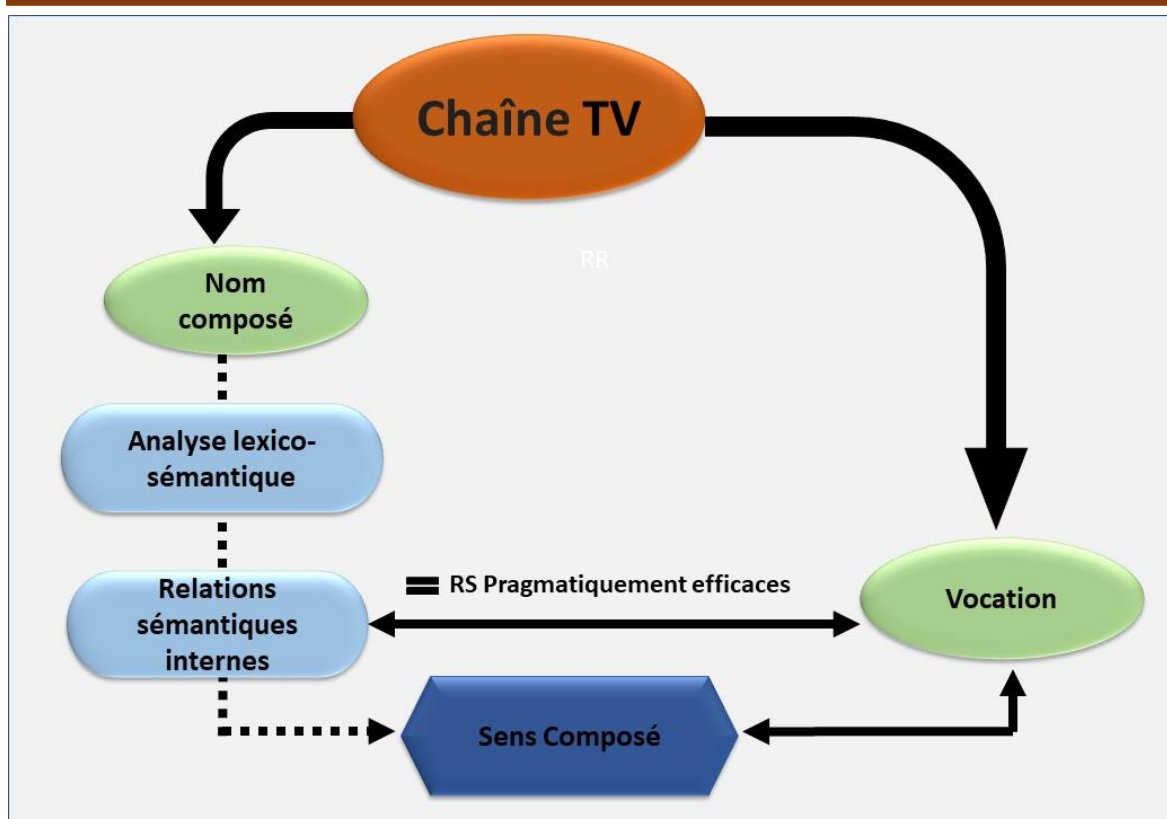 Chaîne TV
RR
Nom
composé
Analyse lexico-
sémantique
Relations
sémantiques
internes
= RS Pragmatiquement efficaces
Vocation
Sens Composé